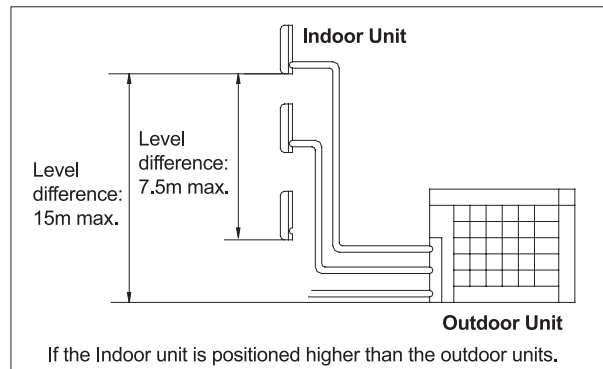 Indoor Unit
Level
difference:
7.5m max.
Level
difference:
15m max.
Outdoor Unit
If the Indoor unit is positioned higher than the outdoor units.